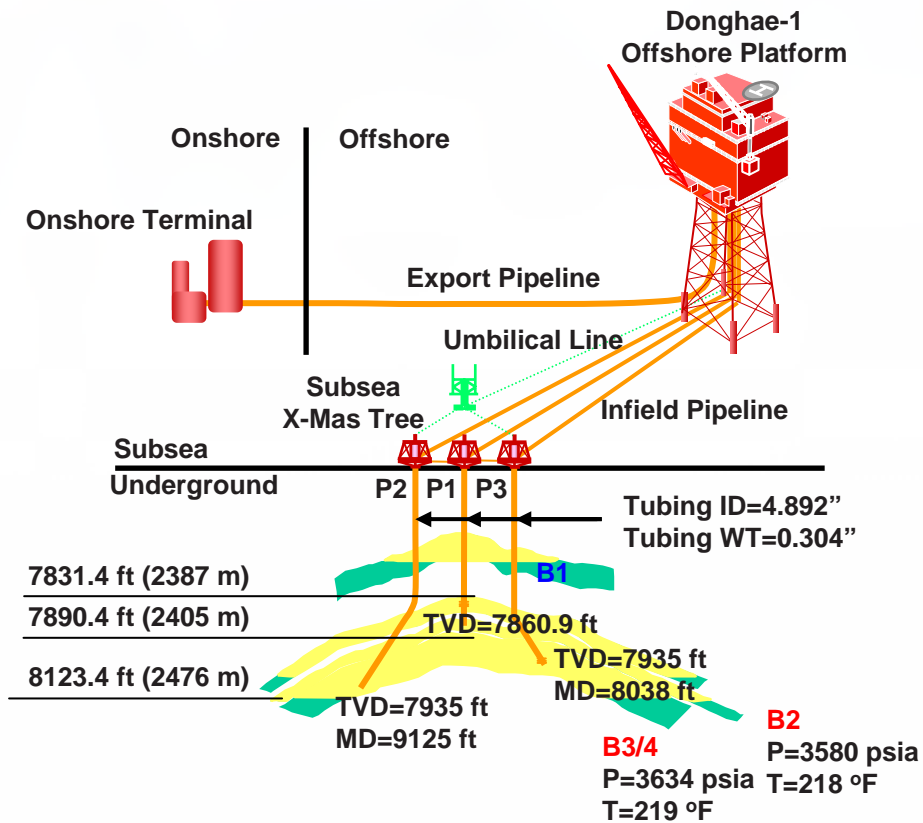 Donghae-1
Offshore Platform
Onshore
Offshore
Onshore Terminal
Export Pipeline
Umbilical Line
Subsea
X-Mas Tree
Infield Pipeline
Subsea
Underground
P2
P1
P3
Tubing ID=4.892”
Tubing WT=0.304”
B1
7831.4 ft (2387 m)
7890.4 ft (2405 m)
TVD=7860.9 ft
8123.4 ft (2476 m)
TVD=7935 ft
MD=8038 ft
TVD=7935 ft
MD=9125 ft
B2
P=3580 psia
T=218 ºF
B3/4
P=3634 psia
T=219 ºF
H